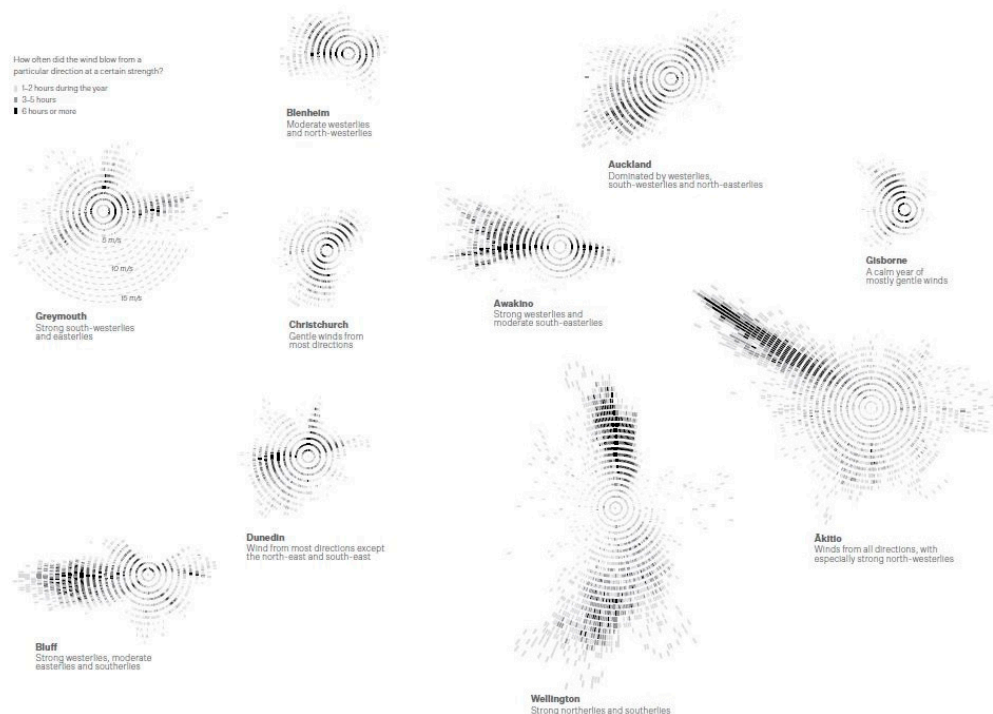 How often did the wind blow from a
particular direction at a certain strength?
1–2 hours during the year
3–5 hours
6 hours or more
Blenheim
Moderate westerlies
and north-westerlies
Auckland
Dominated by westerlies,
south-westerlies and north-easterlies
5 m/s
10 m/s
15 m/s
Greymouth
Strong south-westerlies
and easterlies
Christchurch
Gentle winds from
most directions
Awakino
Strong westerlies and
moderate south-easterlies
Gisborne
A calm year of
mostly gentle winds
Dunedin
Wind from most directions except
the north-east and south-east
Ākitio
Winds from all directions, with
especially strong north-westerlies
Bluff
Strong westerlies, moderate
easterlies and southerlies
Wellington
Strong northerlies and southerlies